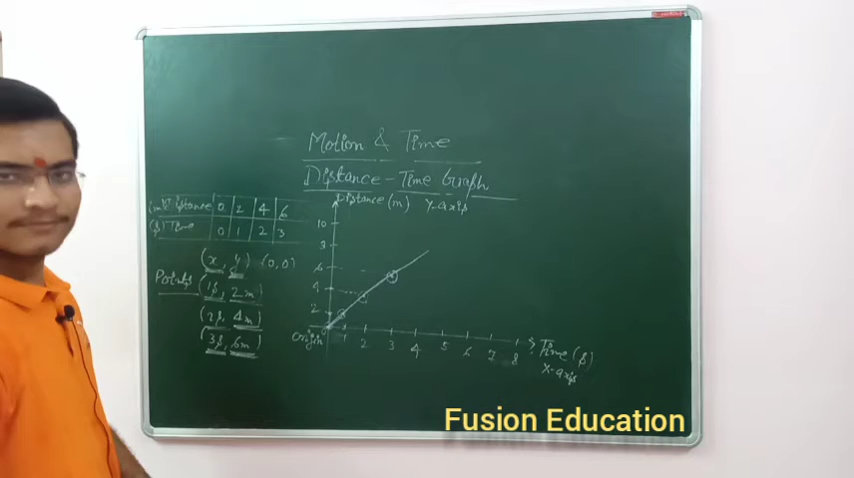 Motion & Time
Distance - Time Graph
Distance (m) Y-axis
(m) Distance 0 2 4 6
(s) Time 0 1 2 3
(x, y) (0,0)
Points (1s, 2m)
(2s, 4m)
(3s, 6m)
10
8
6
4
2
Origin 0
1 2 3 4 5 6 7 8
Time (s)
X-axis
Fusion Education